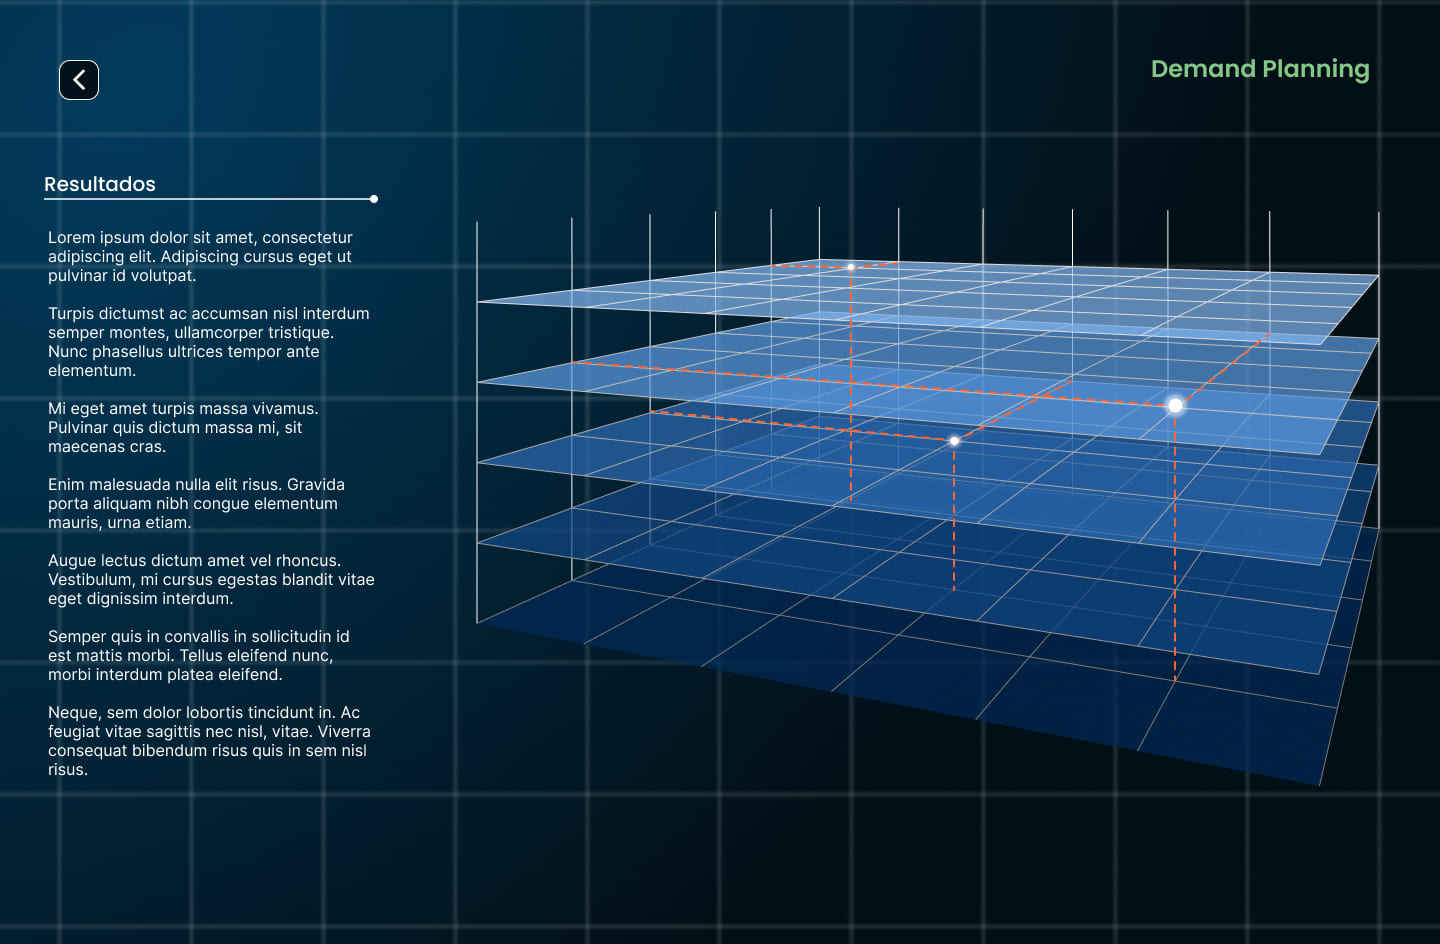 Demand Planning
Resultados
Lorem ipsum dolor sit amet, consectetur
adipiscing elit. Adipiscing cursus eget ut
pulvinar id volutpat.
Turpis dictumst ac accumsan nisl interdum
semper montes, ullamcorper tristique.
Nunc phasellus ultrices tempor ante
elementum.
Mi eget amet turpis massa vivamus.
Pulvinar quis dictum massa mi, sit
maecenas cras.
Enim malesuada nulla elit risus. Gravida
porta aliquam nibh congue elementum
mauris, urna etiam.
Augue lectus dictum amet vel rhoncus.
Vestibulum, mi cursus egestas blandit vitae
eget dignissim interdum.
Semper quis in convallis in sollicitudin id
est mattis morbi. Tellus eleifend nunc,
morbi interdum platea eleifend.
Neque, sem dolor lobortis tincidunt in. Ac
feugiat vitae sagittis nec nisl, vitae. Viverra
consequat bibendum risus quis in sem nisl
risus.